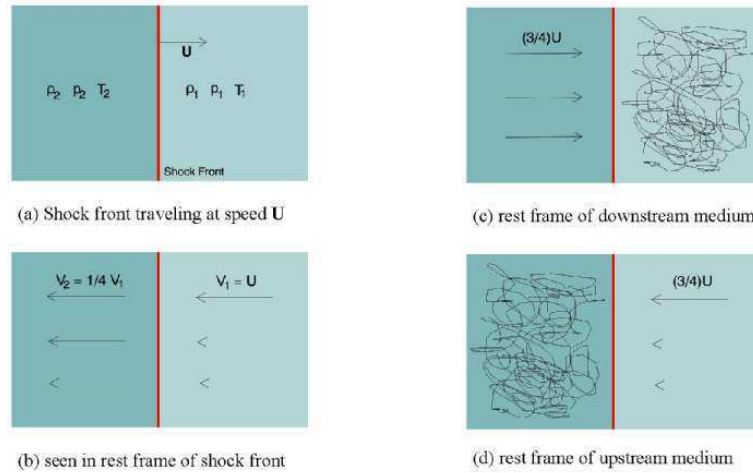 U
ρ₂ p₂ T₂
ρ₁ p₁ T₁
Shock Front
(a) Shock front traveling at speed U
V₂ = 1/4 V₁
V₁ = U
(b) seen in rest frame of shock front
(3/4)U
(c) rest frame of downstream medium
(3/4)U
(d) rest frame of upstream medium